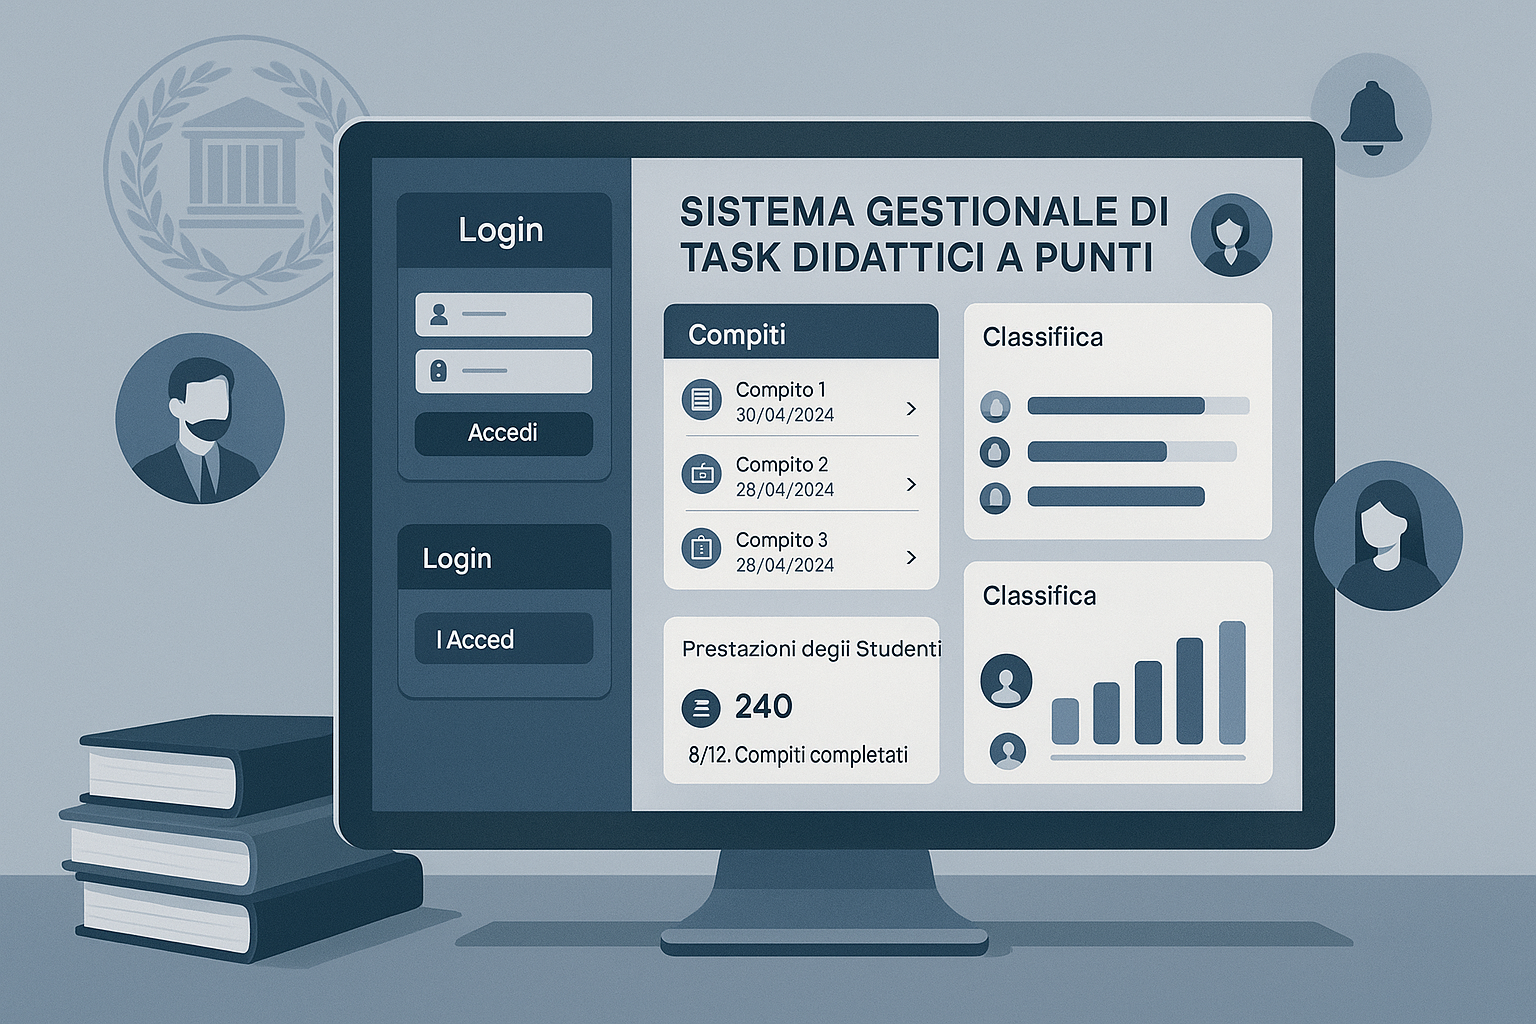 Login
Accedi
Login
I Acced
SISTEMA GESTIONALE DI
TASK DIDATTICI A PUNTI
Compiti
Compito 1
30/04/2024
Compito 2
28/04/2024
Compito 3
28/04/2024
Prestazioni degii Studenti
240
8/12. Compiti completati
Classifiica
Classifica